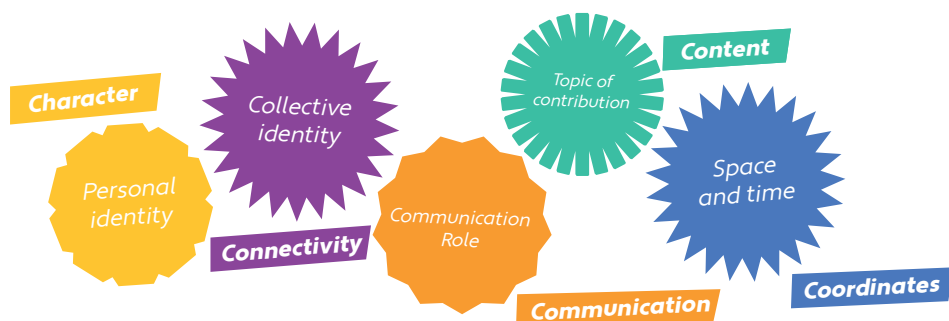 Character
Personal
identity
Collective
identity
Connectivity
Communication
Role
Communication
Topic of
contribution
Content
Space
and time
Coordinates